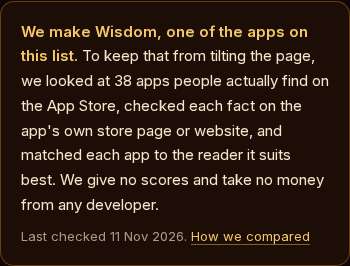 We make Wisdom, one of the apps on
this list. To keep that from tilting the page,
we looked at 38 apps people actually find on
the App Store, checked each fact on the
app's own store page or website, and
matched each app to the reader it suits
best. We give no scores and take no money
from any developer.
Last checked 11 Nov 2026. How we compared